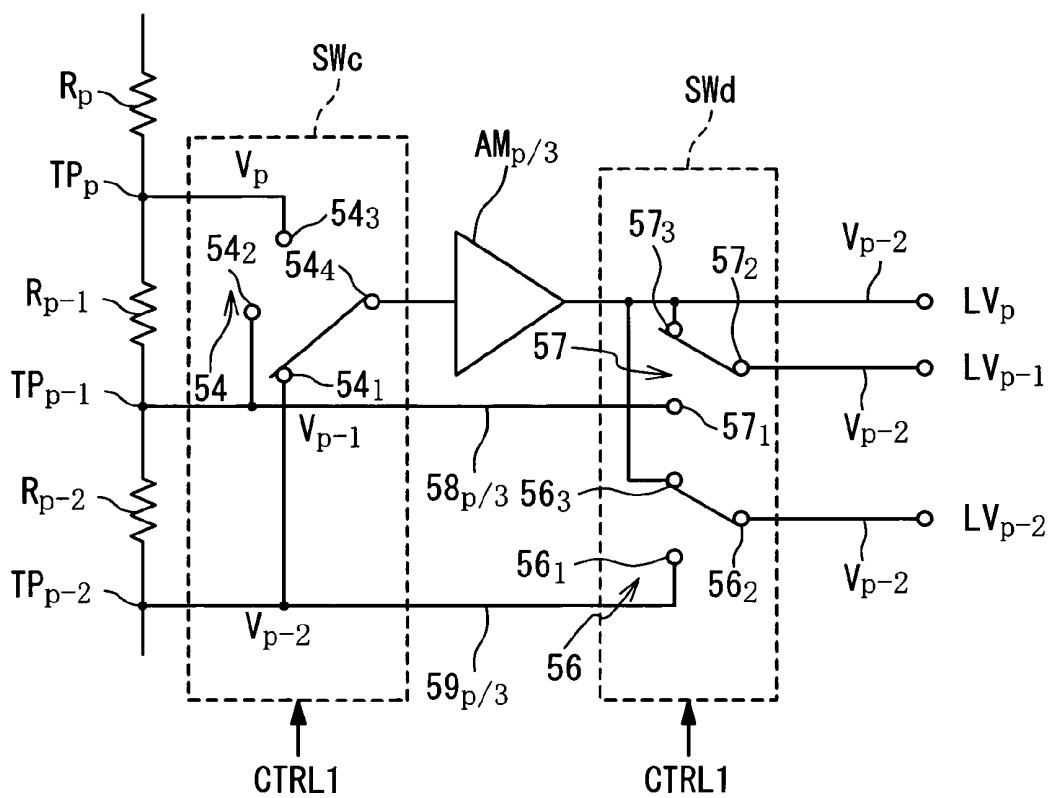 SWc
SWd
Rₚ
AMₚ/₃
TPₚ
Vₚ
54₃
57₃
54₂
54₄
57₂
Vₚ₋₂
LVₚ
Rₚ₋₁
57
LVₚ₋₁
54
54₁
TPₚ₋₁
Vₚ₋₁
57₁
Vₚ₋₂
Rₚ₋₂
58ₚ/₃
56₃
LVₚ₋₂
56₁
56₂
TPₚ₋₂
Vₚ₋₂
Vₚ₋₂
59ₚ/₃
56
CTRL1
CTRL1